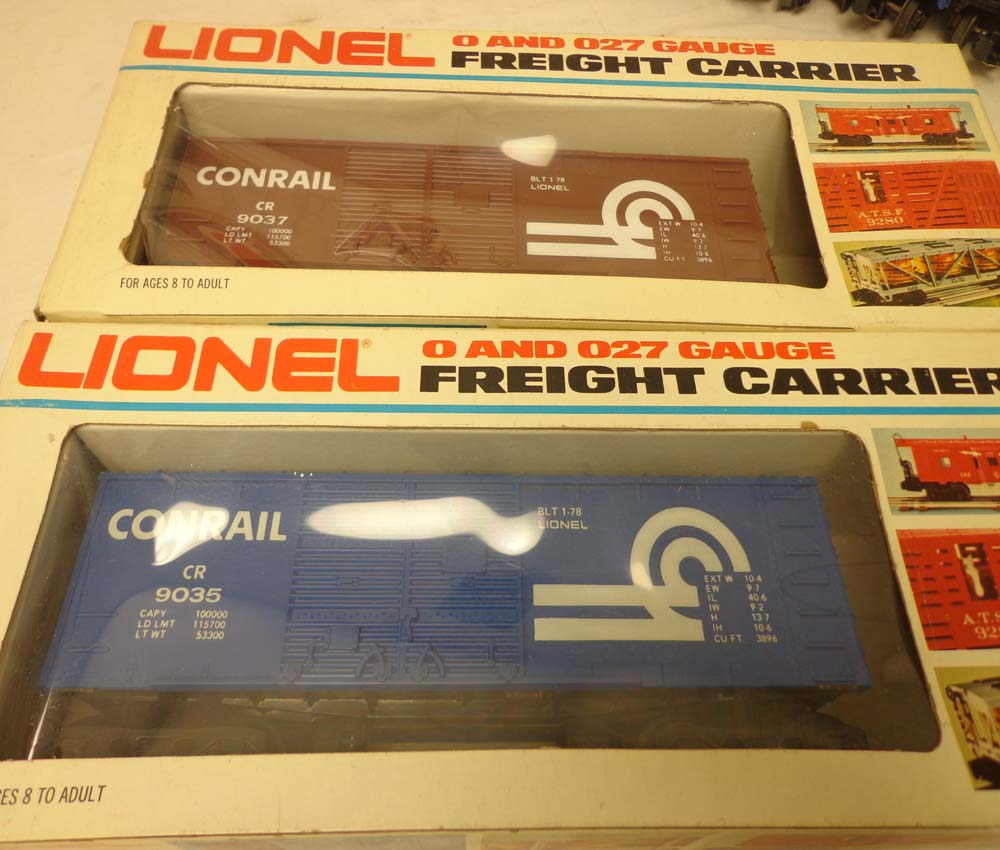 LIONEL®
O AND 027 GAUGE
FREIGHT CARRIER
CONRAIL
CR
9037
CAPY 100000
LD LMT 115700
LT WT 53300
BLT 1-78
LIONEL
EXT W 10·4
EW 9·7
IL 40·6
IW 9·2
H 13·7
IH 10·6
CU FT 3896
A.T.S.F.
9280
FOR AGES 8 TO ADULT
LIONEL®
O AND 027 GAUGE
FREIGHT CARRIER
CONRAIL
CR
9035
CAPY 100000
LD LMT 115700
LT WT 53300
BLT 1-78
LIONEL
EXT W 10·4
EW 9·7
IL 40·6
IW 9·2
H 13·7
IH 10·6
CU FT 3896
A.T.S
928
ES 8 TO ADULT